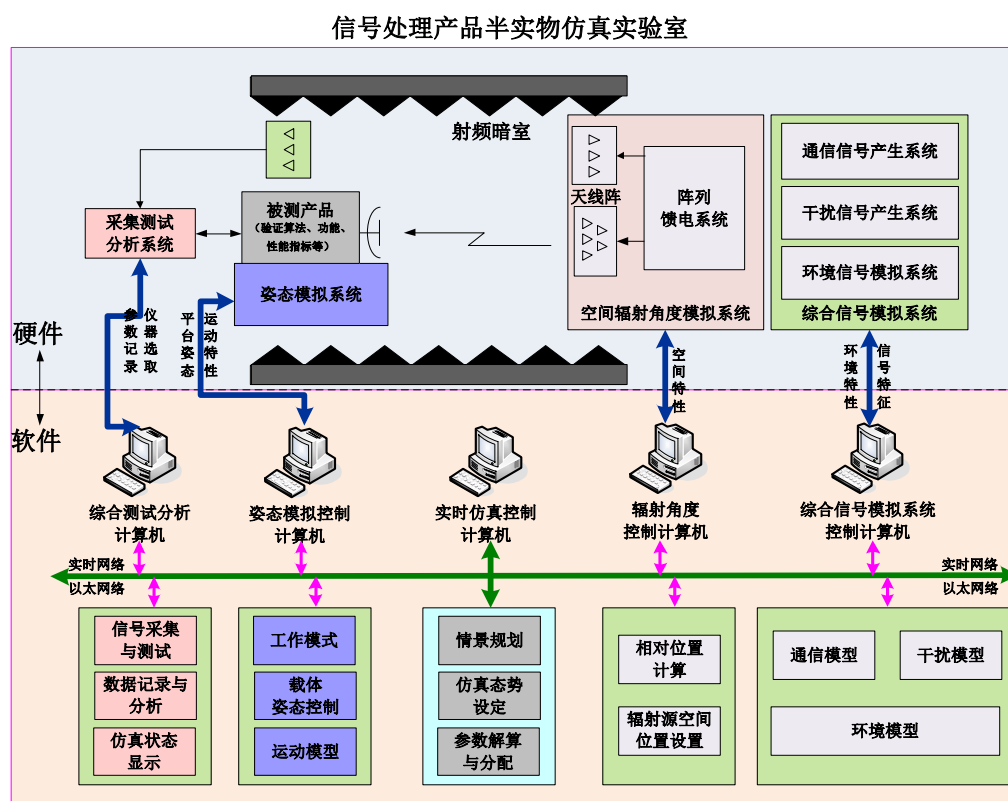 信号处理产品半实物仿真实验室
射频暗室
采集测试
分析系统
被测产品
(验证算法、功能、
性能指标等)
姿态模拟系统
天线阵
阵列
馈电系统
空间辐射角度模拟系统
通信信号产生系统
干扰信号产生系统
环境信号模拟系统
综合信号模拟系统
硬件
软件
参数记录
仪器选取
平台姿态
运动特性
空间特性
环境特性
信号特征
综合测试分析
计算机
姿态模拟控制
计算机
实时仿真控制
计算机
辐射角度
控制计算机
综合信号模拟系统
控制计算机
实时网络
以太网络
实时网络
以太网络
信号采集
与测试
数据记录与
分析
仿真状态
显示
工作模式
载体
姿态控制
运动模型
情景规划
仿真态势
设定
参数解算
与分配
相对位置
计算
辐射源空间
位置设置
通信模型
干扰模型
环境模型